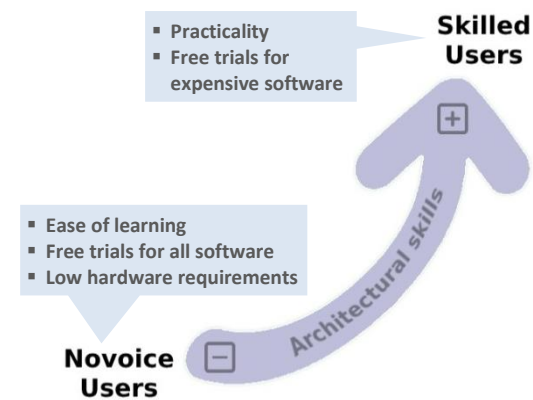 Skilled
Users
▪ Practicality
▪ Free trials for
expensive software
+
Architectural skills
▪ Ease of learning
▪ Free trials for all software
▪ Low hardware requirements
−
Novoice
Users